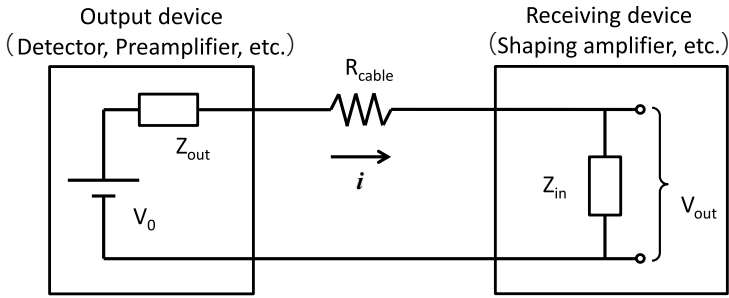 Output device
（Detector, Preamplifier, etc.）
Receiving device
（Shaping amplifier, etc.）
Rcable
Zout
i
Zin
Vout
V0